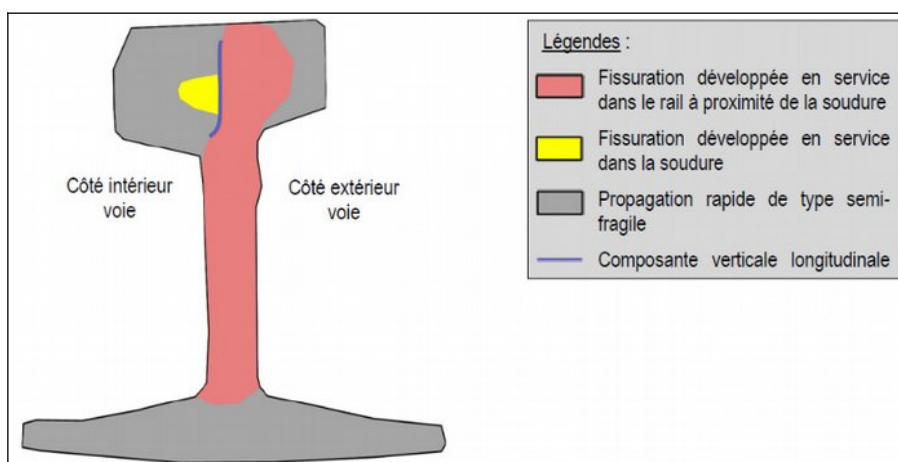 Légendes :
Fissuration développée en service
dans le rail à proximité de la soudure
Fissuration développée en service
dans la soudure
Propagation rapide de type semi-
fragile
Composante verticale longitudinale
Côté intérieur
voie
Côté extérieur
voie